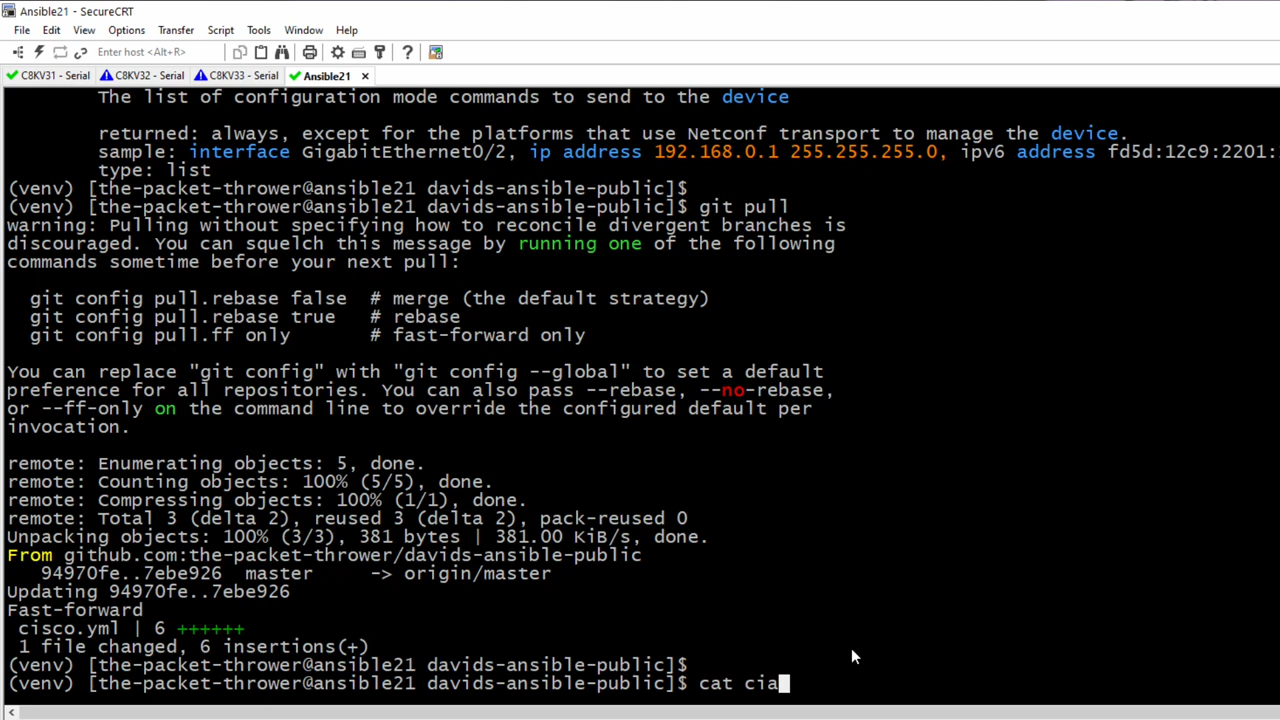 Ansible21 - SecureCRT
File Edit View Options Transfer Script Tools Window Help
Enter host <Alt+R>
C8KV31 - Serial C8KV32 - Serial C8KV33 - Serial Ansible21 ×
The list of configuration mode commands to send to the device
returned: always, except for the platforms that use Netconf transport to manage the device.
sample: interface GigabitEthernet0/2, ip address 192.168.0.1 255.255.255.0, ipv6 address fd5d:12c9:2201:
type: list
(venv) [the-packet-thrower@ansible21 davids-ansible-public]$
(venv) [the-packet-thrower@ansible21 davids-ansible-public]$ git pull
warning: Pulling without specifying how to reconcile divergent branches is
discouraged. You can squelch this message by running one of the following
commands sometime before your next pull:
git config pull.rebase false # merge (the default strategy)
git config pull.rebase true # rebase
git config pull.ff only # fast-forward only
You can replace "git config" with "git config --global" to set a default
preference for all repositories. You can also pass --rebase, --no-rebase,
or --ff-only on the command line to override the configured default per
invocation.
remote: Enumerating objects: 5, done.
remote: Counting objects: 100% (5/5), done.
remote: Compressing objects: 100% (1/1), done.
remote: Total 3 (delta 2), reused 3 (delta 2), pack-reused 0
Unpacking objects: 100% (3/3), 381 bytes | 381.00 KiB/s, done.
From github.com:the-packet-thrower/davids-ansible-public
94970fe..7ebe926 master -> origin/master
Updating 94970fe..7ebe926
Fast-forward
cisco.yml | 6 ++++++
1 file changed, 6 insertions(+)
(venv) [the-packet-thrower@ansible21 davids-ansible-public]$
(venv) [the-packet-thrower@ansible21 davids-ansible-public]$ cat cia